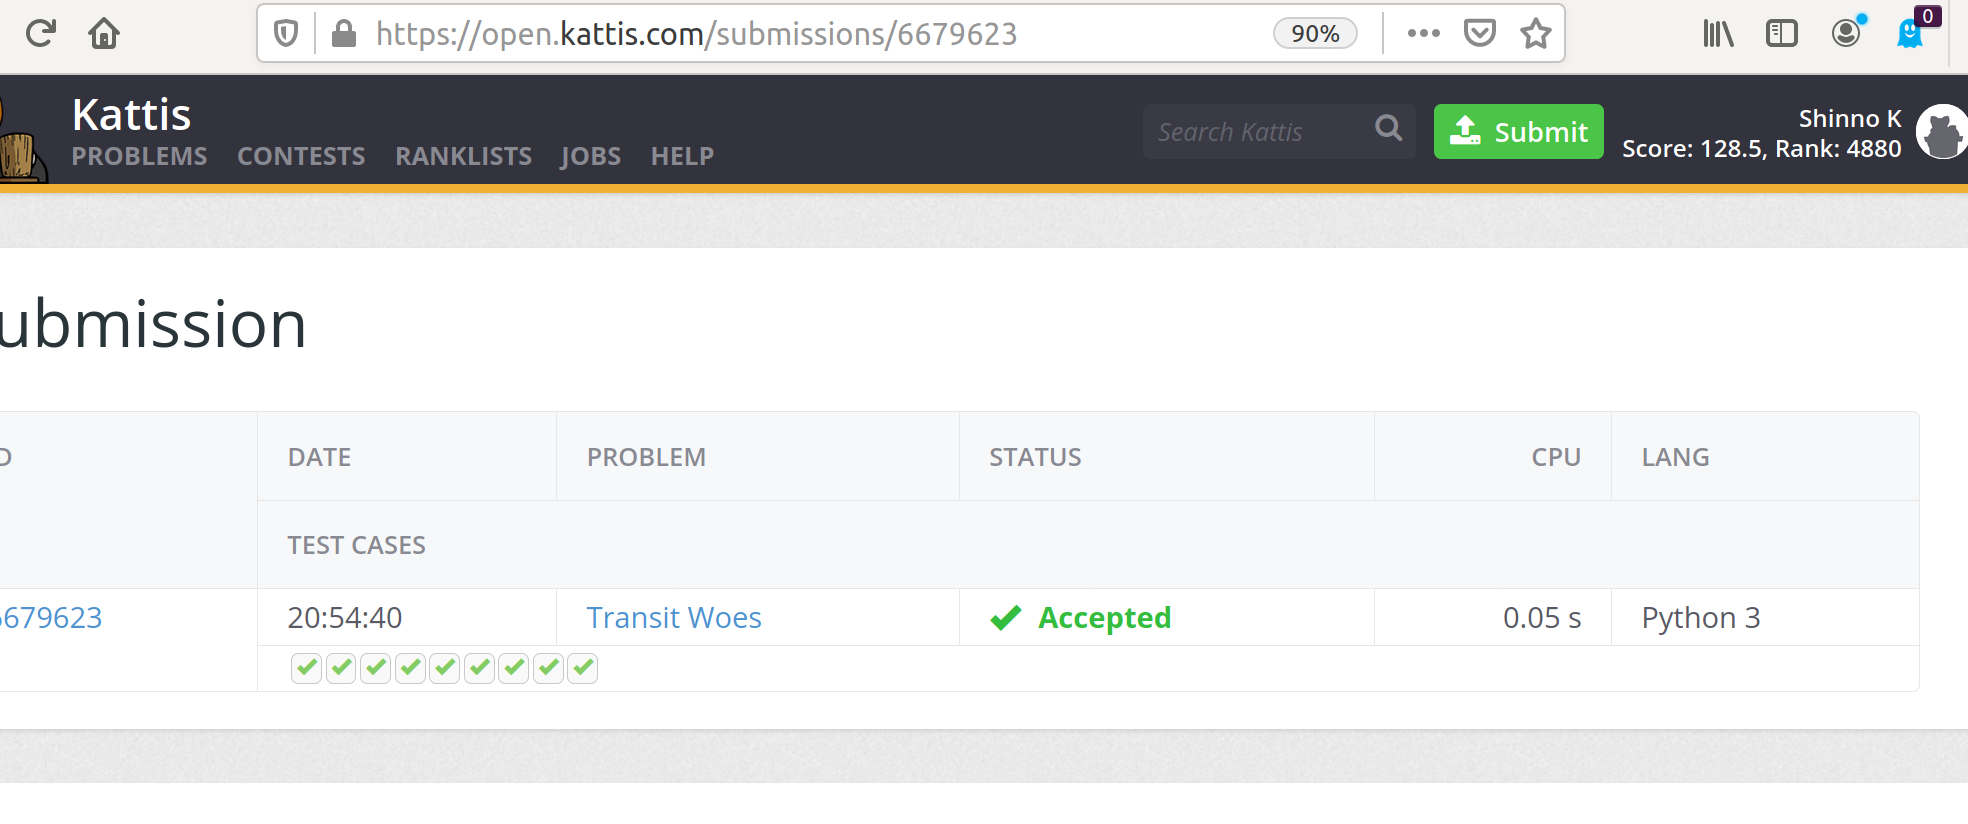 https://open.kattis.com/submissions/6679623
90%
0
Kattis
PROBLEMS CONTESTS RANKLISTS JOBS HELP
Search Kattis
Submit
Shinno K
Score: 128.5, Rank: 4880
ubmission
D DATE PROBLEM STATUS CPU LANG
TEST CASES
6679623 20:54:40 Transit Woes Accepted 0.05 s Python 3